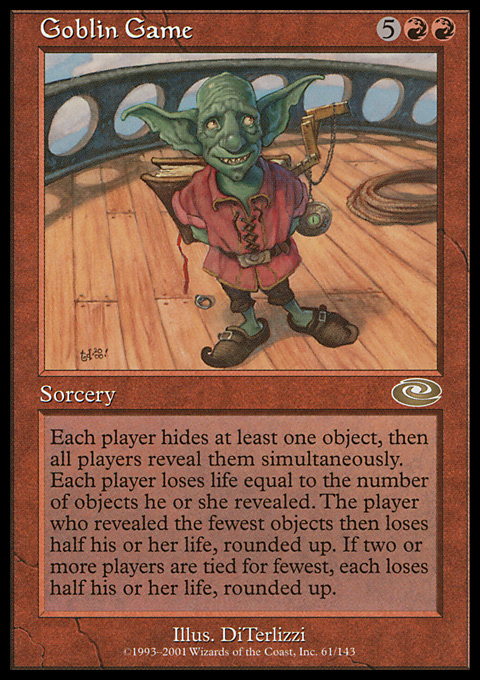 Goblin Game 5
Sorcery
Each player hides at least one object, then
all players reveal them simultaneously.
Each player loses life equal to the number
of objects he or she revealed. The player
who revealed the fewest objects then loses
half his or her life, rounded up. If two or
more players are tied for fewest, each loses
half his or her life, rounded up.
Illus. DiTerlizzi
©1993–2001 Wizards of the Coast, Inc. 61/143